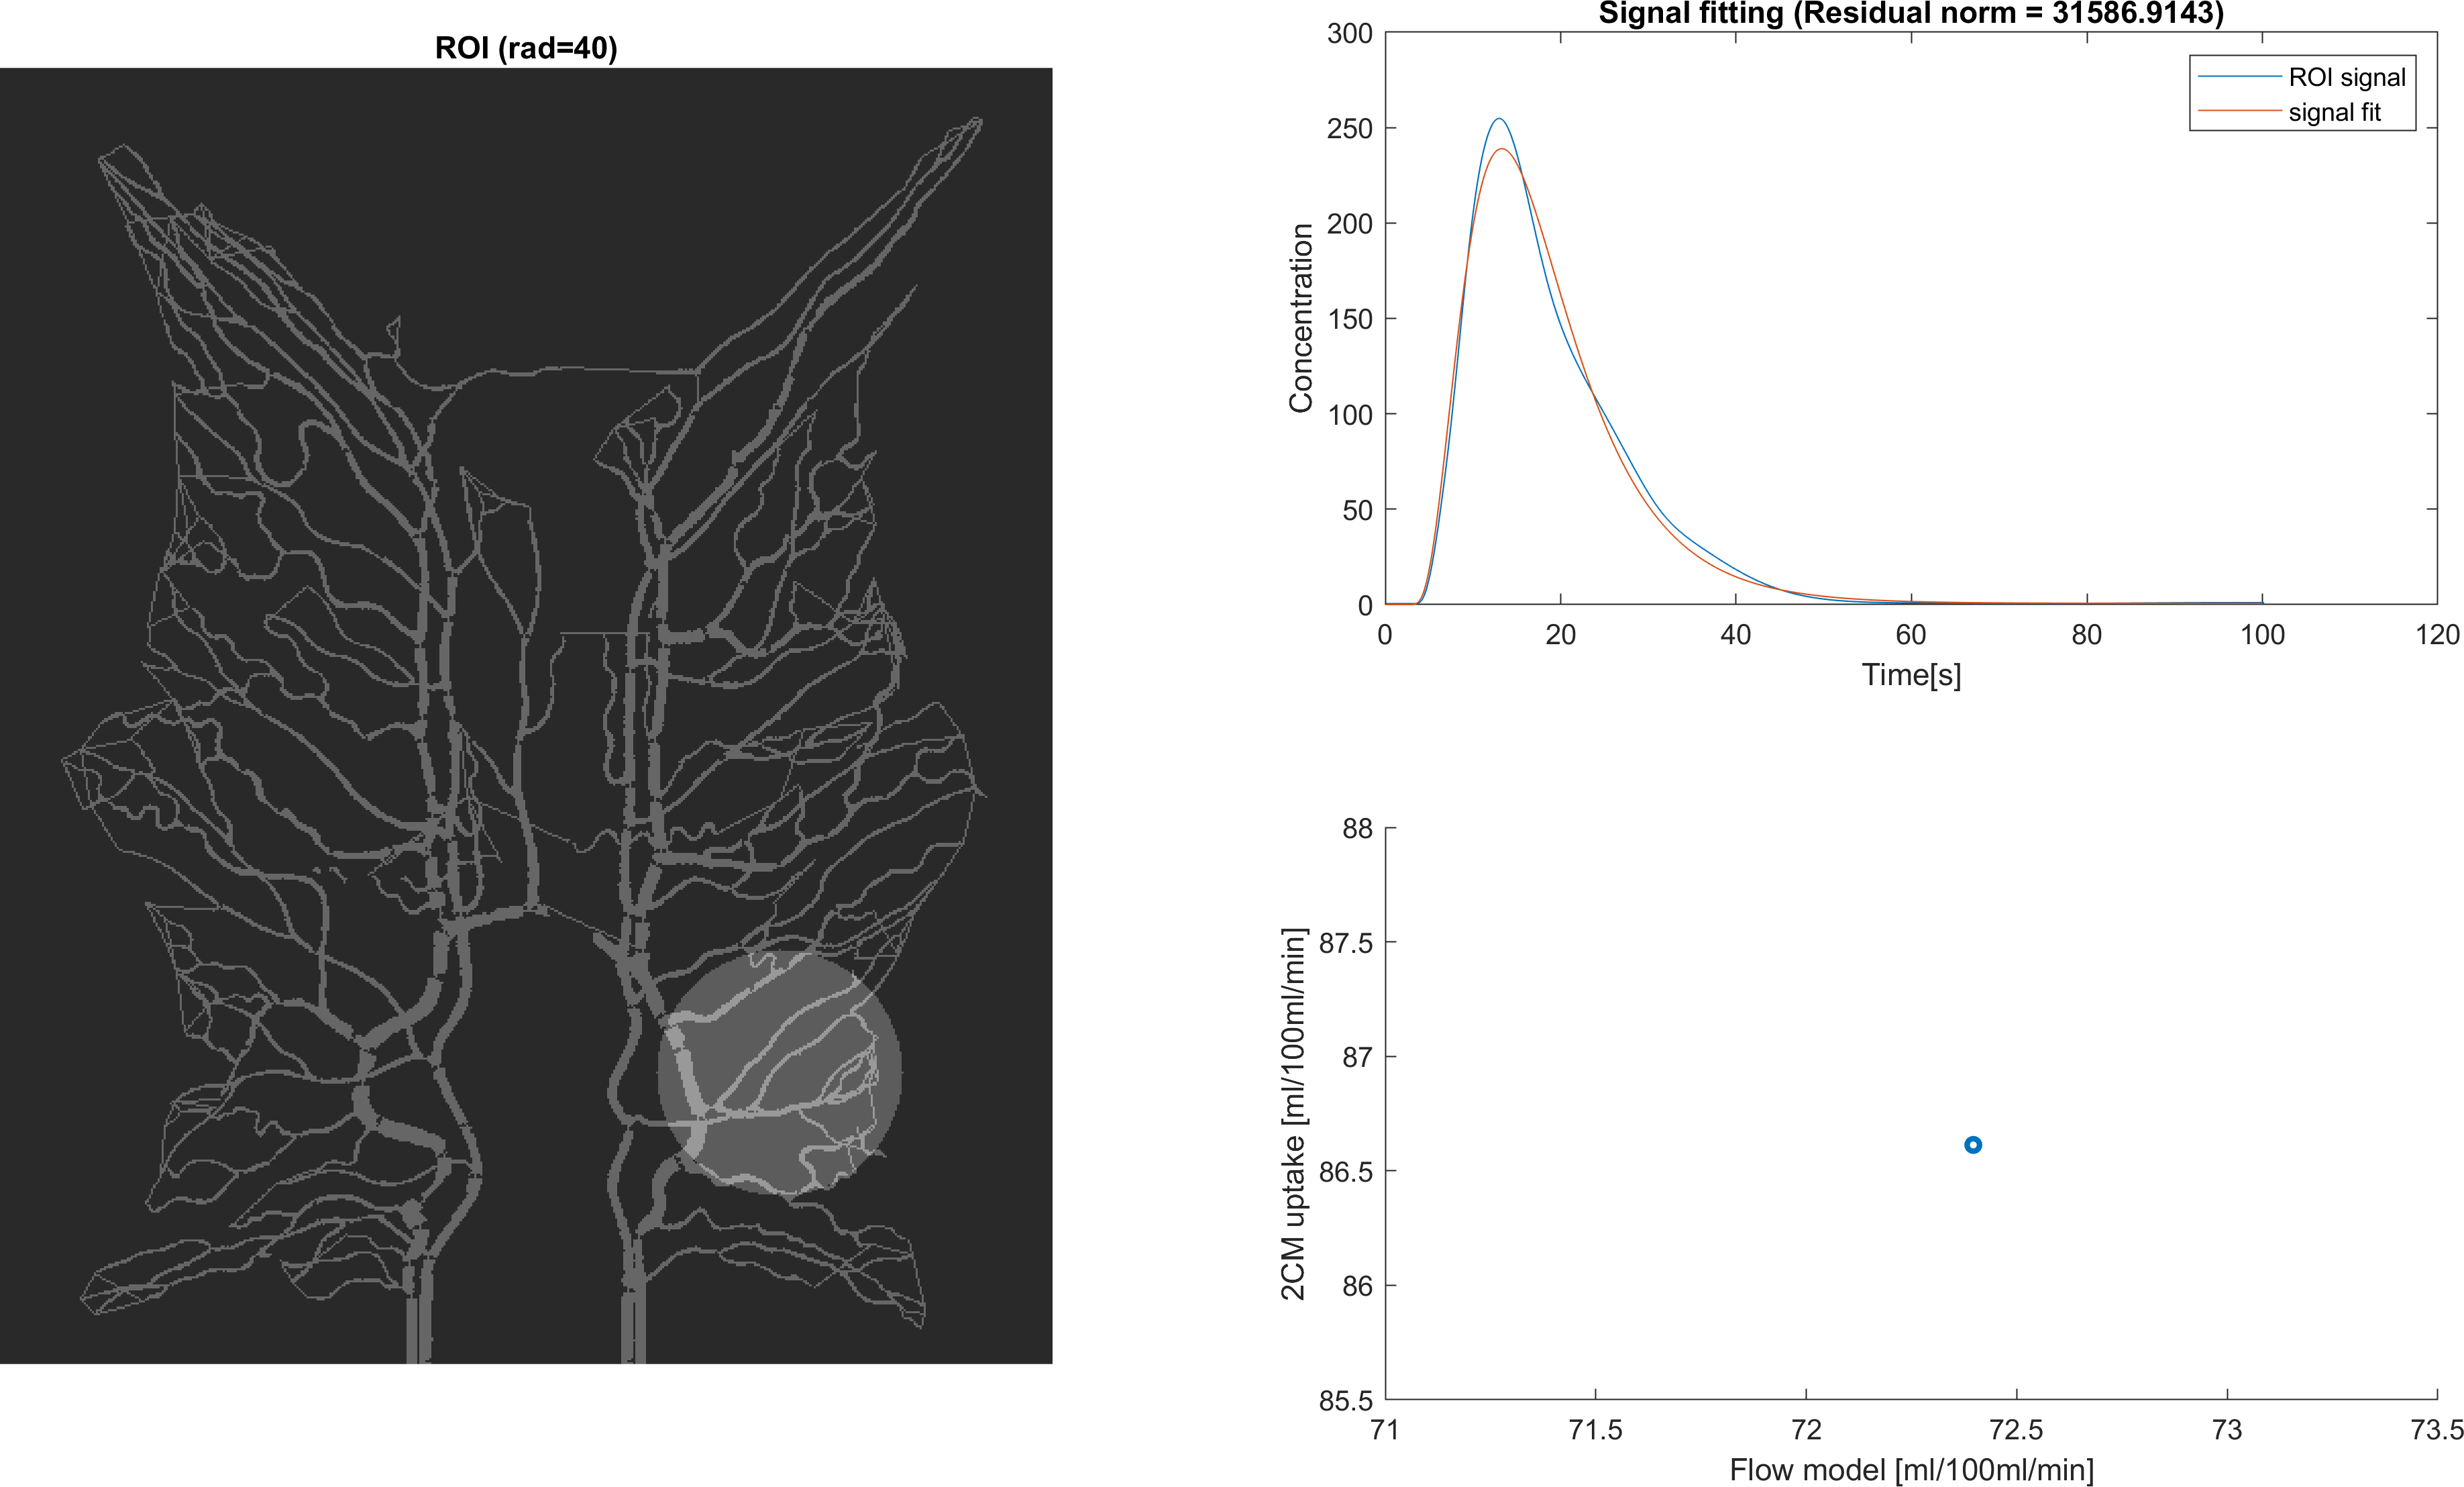 ROI (rad=40)
Signal fitting (Residual norm = 31586.9143)
300
250
200
150
100
50
0
Concentration
ROI signal
signal fit
0 20 40 60 80 100 120
Time[s]
88
87.5
87
86.5
86
85.5
2CM uptake [ml/100ml/min]
71 71.5 72 72.5 73 73.5
Flow model [ml/100ml/min]